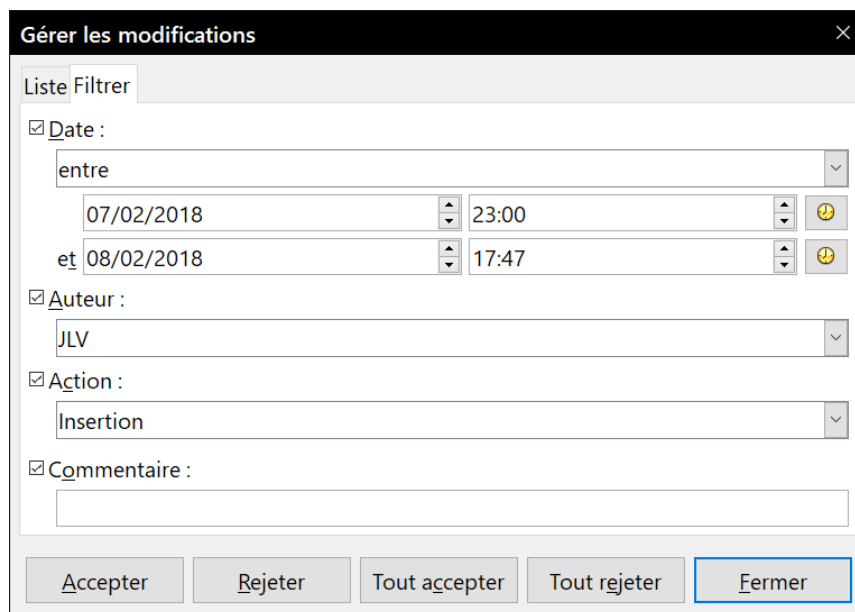 Gérer les modifications
Liste Filtrer
Date :
entre
07/02/2018 23:00
et 08/02/2018 17:47
Auteur :
JLV
Action :
Insertion
Commentaire :
Accepter Rejeter Tout accepter Tout rejeter Fermer